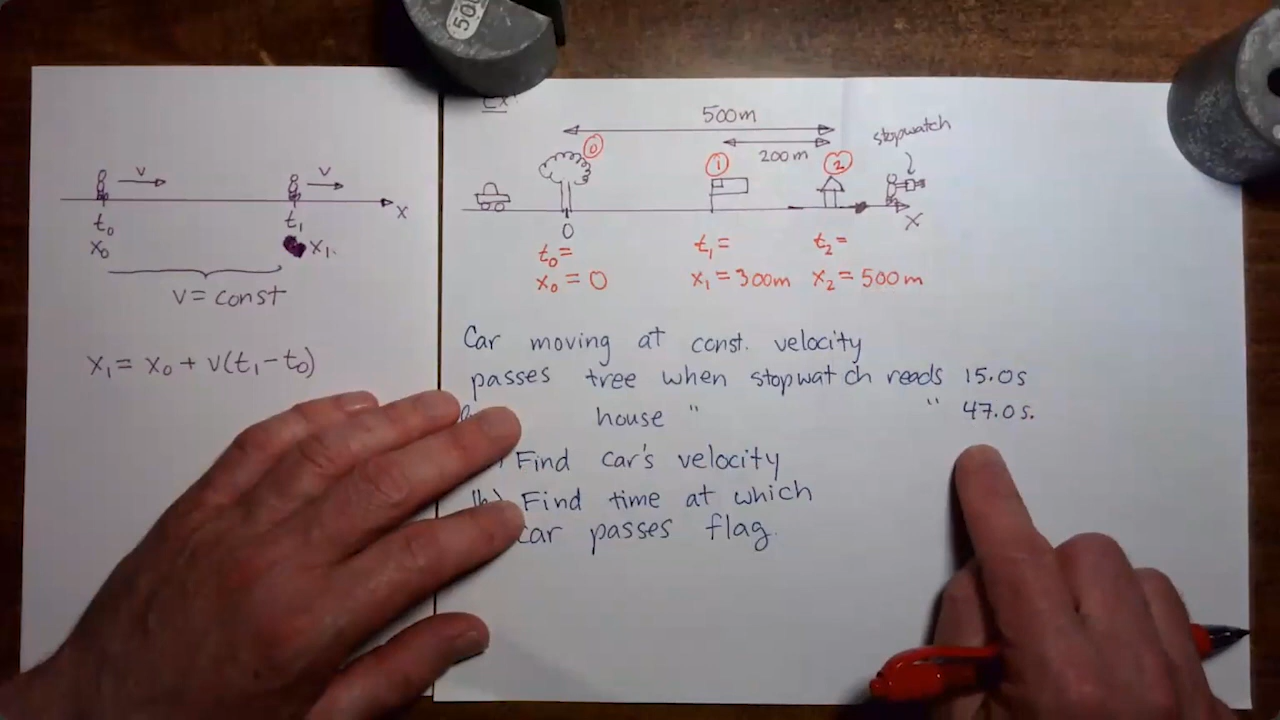 50
v
v
x
t₀
t₁
x₀
x₁.
v = const
x₁ = x₀ + v(t₁ - t₀)
Ex:
500m
200m
stopwatch
0
1
2
x
0
t₀ =
t₁ =
t₂ =
x₀ = 0
x₁ = 300m
x₂ = 500m
Car moving at const. velocity
passes tree when stopwatch reads 15.0s
house " " 47.0s.
Find car's velocity
(b) Find time at which
car passes flag.